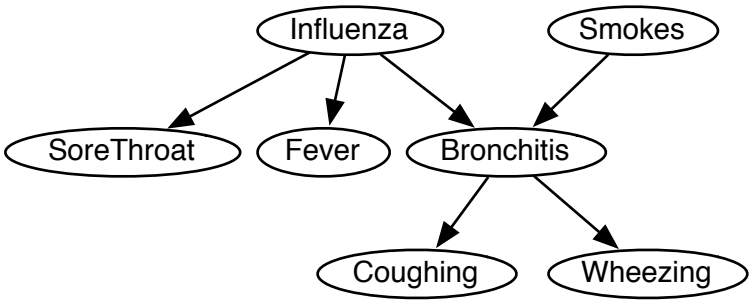 Influenza
Smokes
SoreThroat
Fever
Bronchitis
Coughing
Wheezing